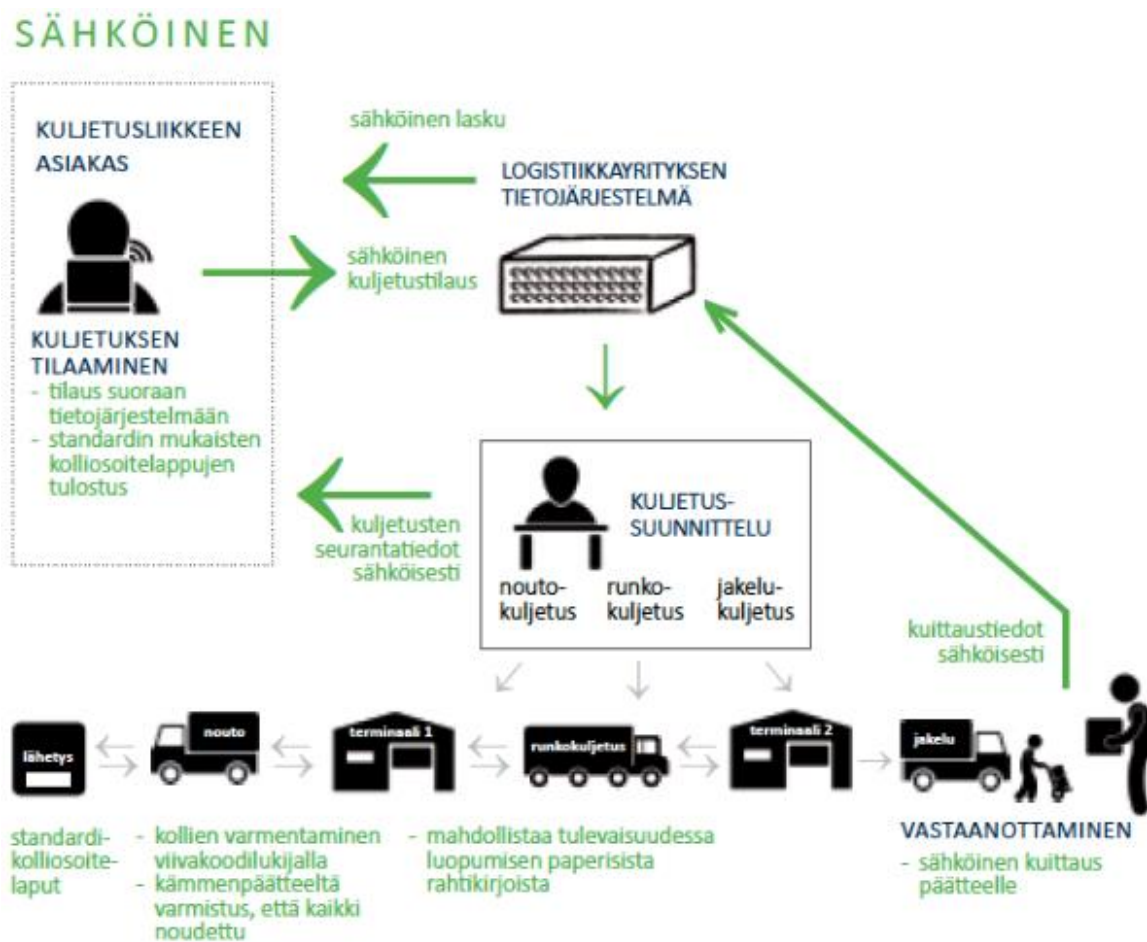 SÄHKÖINEN
KULJETUSLIIKKEEN
ASIAKAS
KULJETUKSEN
TILAAMINEN
- tilaus suoraan
tietojärjestelmään
- standardin mukaisten
kolliosoitelappujen
tulostus
sähköinen lasku
sähköinen
kuljetustilaus
LOGISTIIKKAYRITYKSEN
TIETOJÄRJESTELMÄ
kuljetusten
seurantatiedot
sähköisesti
KULJETUS-
SUUNNITTELU
nouto-
kuljetus
runko-
kuljetus
jakelu-
kuljetus
kuittaustiedot
sähköisesti
lähetys
nouto
terminaali 1
runkokuljetus
terminaali 2
jakelu
standardi-
kolliosoite-
laput
- kollien varmentaminen
viivakoodilukijalla
- kämmenpäätteeltä
varmistus, että kaikki
noudettu
- mahdollistaa tulevaisuudessa
luopumisen paperisista
rahtikirjoista
VASTAANOTTAMINEN
- sähköinen kuittaus
päätteelle